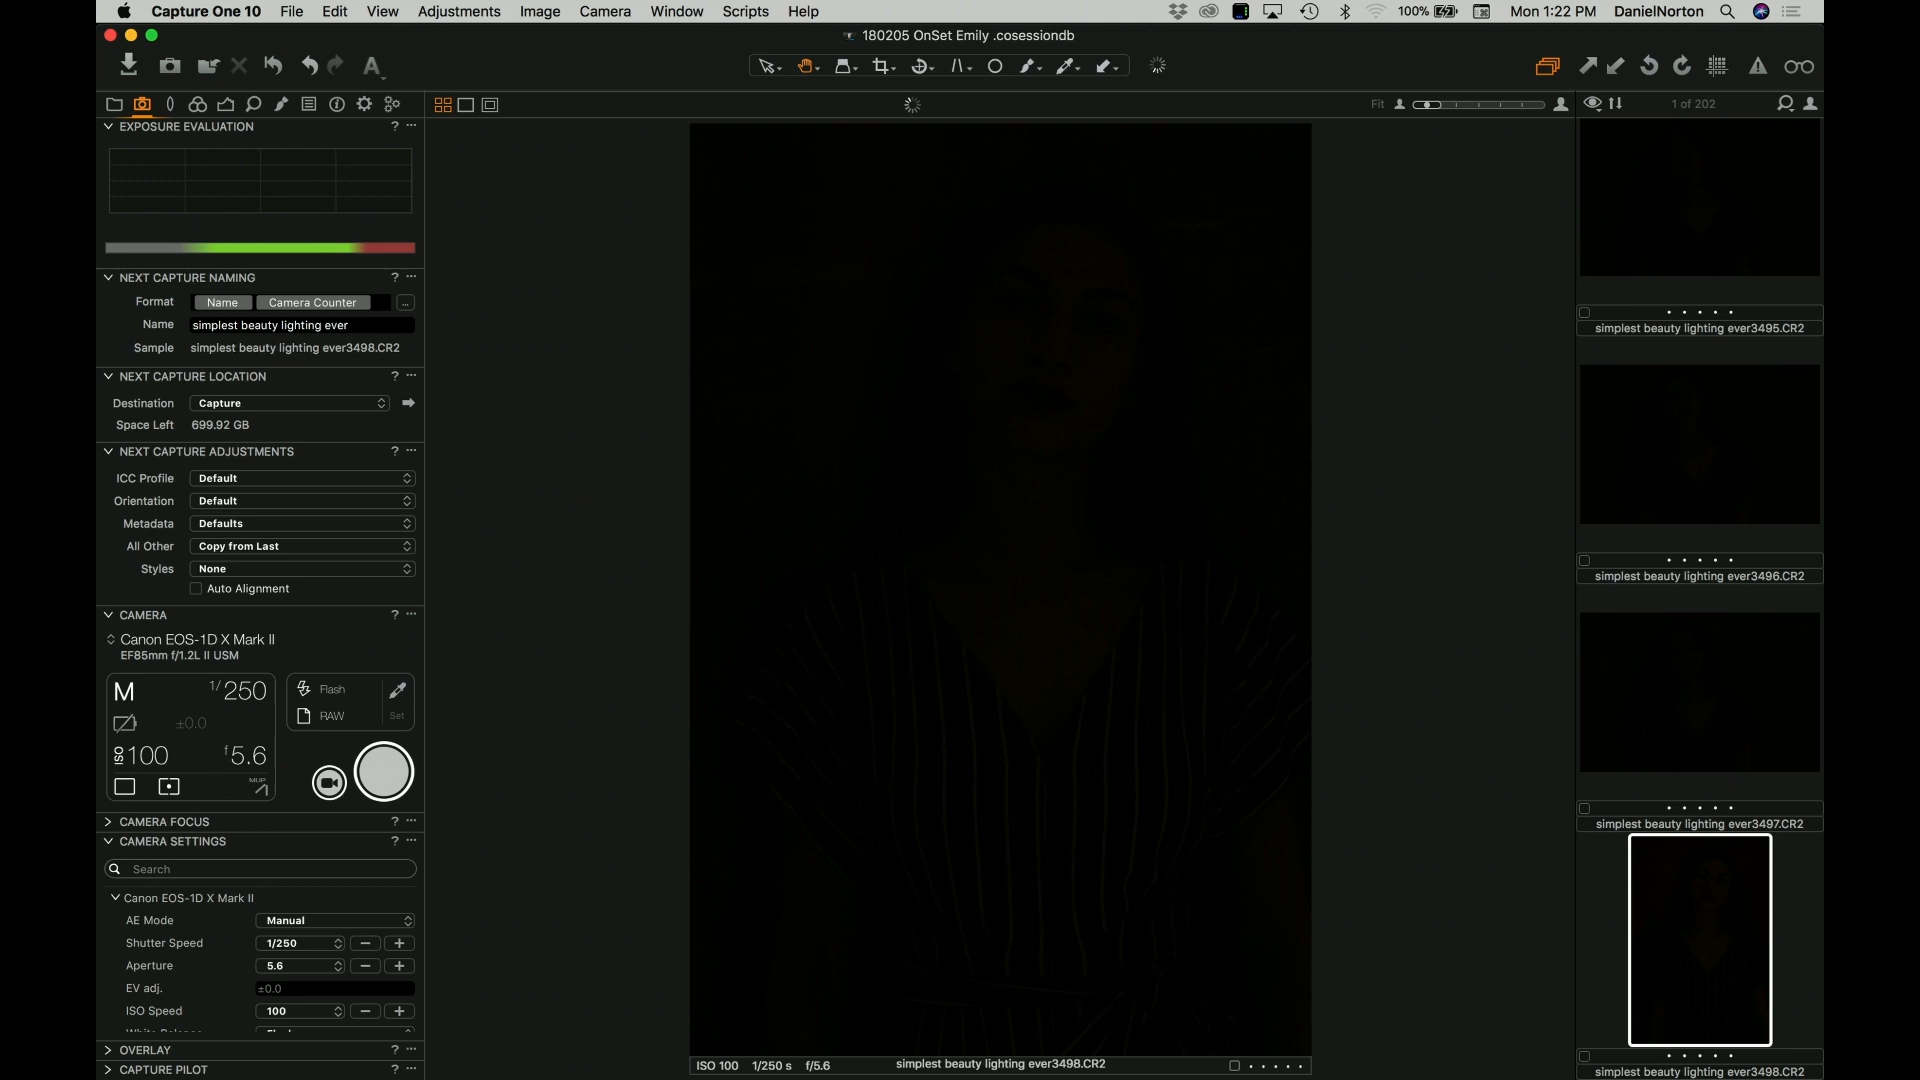 Capture One 10 File Edit View Adjustments Image Camera Window Scripts Help 100% Mon 1:22 PM DanielNorton
180205 OnSet Emily .cosessiondb
Fit
1 of 202
EXPOSURE EVALUATION ? ...
NEXT CAPTURE NAMING ? ...
Format Name Camera Counter ...
Name simplest beauty lighting ever
Sample simplest beauty lighting ever3498.CR2
NEXT CAPTURE LOCATION ? ...
Destination Capture
Space Left 699.92 GB
NEXT CAPTURE ADJUSTMENTS ? ...
ICC Profile Default
Orientation Default
Metadata Defaults
All Other Copy from Last
Styles None
Auto Alignment
CAMERA ? ...
Canon EOS-1D X Mark II
EF85mm f/1.2L II USM
M 1/250
Flash
±0.0
RAW Set
ISO 100 f5.6
MUP
CAMERA FOCUS ? ...
CAMERA SETTINGS ? ...
Search
Canon EOS-1D X Mark II
AE Mode Manual
Shutter Speed 1/250 − +
Aperture 5.6 − +
EV adj. ±0.0
ISO Speed 100 − +
OVERLAY ? ...
CAPTURE PILOT ? ...
ISO 100 1/250 s f/5.6 simplest beauty lighting ever3498.CR2
simplest beauty lighting ever3495.CR2
simplest beauty lighting ever3496.CR2
simplest beauty lighting ever3497.CR2
simplest beauty lighting ever3498.CR2